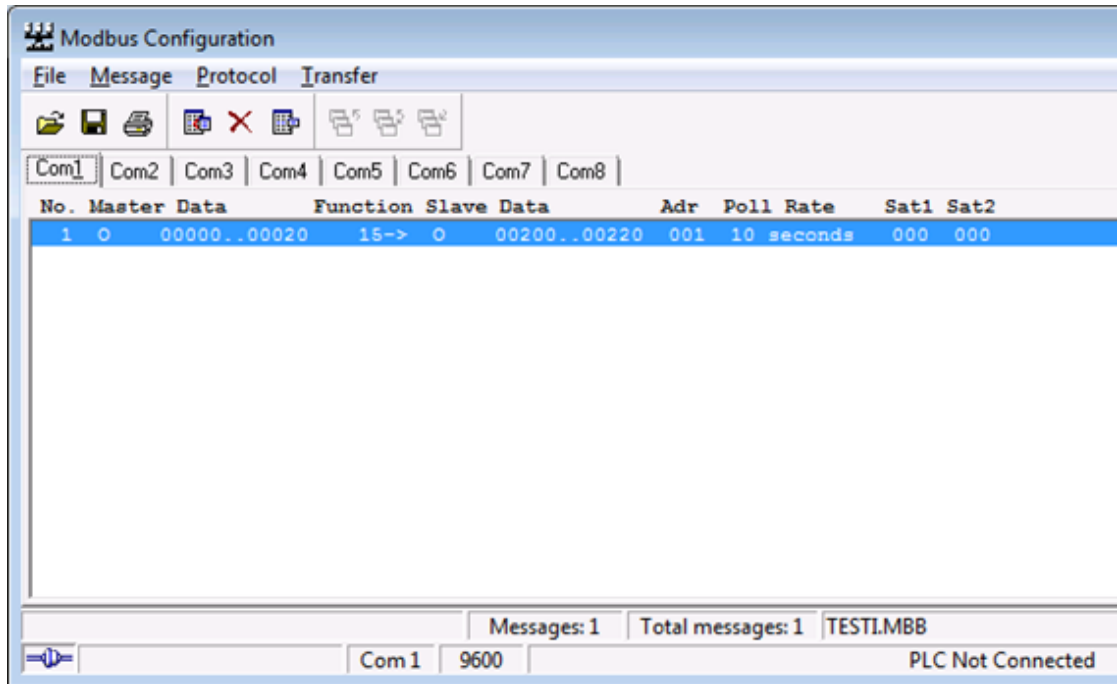 Modbus Configuration
File Message Protocol Transfer
Com1 Com2 Com3 Com4 Com5 Com6 Com7 Com8
No. Master Data Function Slave Data Adr Poll Rate Sat1 Sat2
1 O 00000..00020 15-> O 00200..00220 001 10 seconds 000 000
Messages: 1 Total messages: 1 TESTI.MBB
Com 1 9600 PLC Not Connected